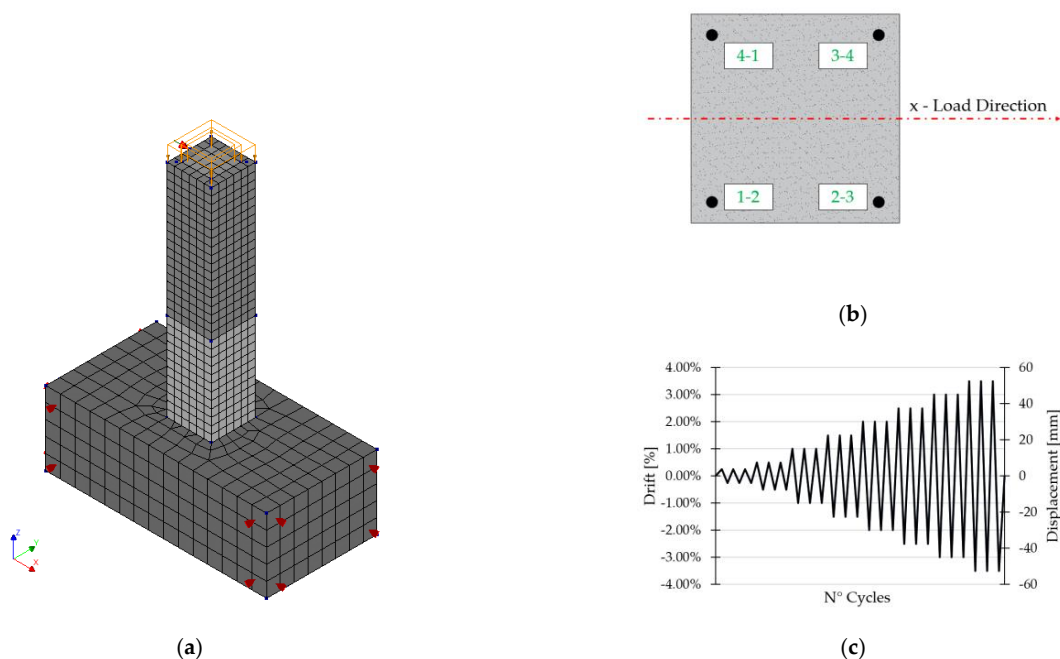 Z
Y
X
(a)
4-1
3-4
x - Load Direction
1-2
2-3
(b)
4.00%
3.00%
2.00%
1.00%
0.00%
-1.00%
-2.00%
-3.00%
-4.00%
Drift [%]
60
40
20
0
-20
-40
-60
Displacement [mm]
N° Cycles
(c)